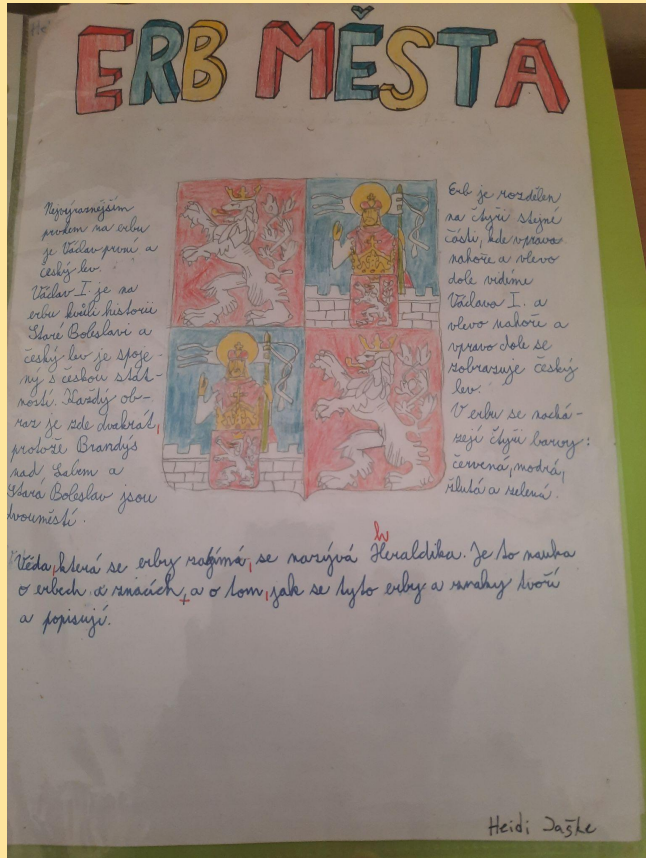 ERB MĚSTA
Nejvýraznějším
prvkem na erbu
je Václav první a
český lev.
Václav I. je na
erbu kvůli historii
Staré Boleslavi a
český lev je spoje-
ný s českou stát-
ností. Každý ob-
raz je zde dvakrát,
protože Brandýs
nad Labem a
Stará Boleslav jsou
dvouměstí.
Erb je rozdělen
na čtyři stejné
části, kde vpravo
nahoře a vlevo
dole vidíme
Václava I. a
vlevo nahoře a
vpravo dole se
zobrazuje český
lev.
V erbu se nachá-
zejí čtyři barvy:
červená, modrá,
žlutá a zelená.
h
Věda, která se erby zajímá, se nazývá Heraldika. Je to nauka
o erbech a znacích, a o tom, jak se tyto erby a znaky tvoří
a popisují.
Heidi Jaške